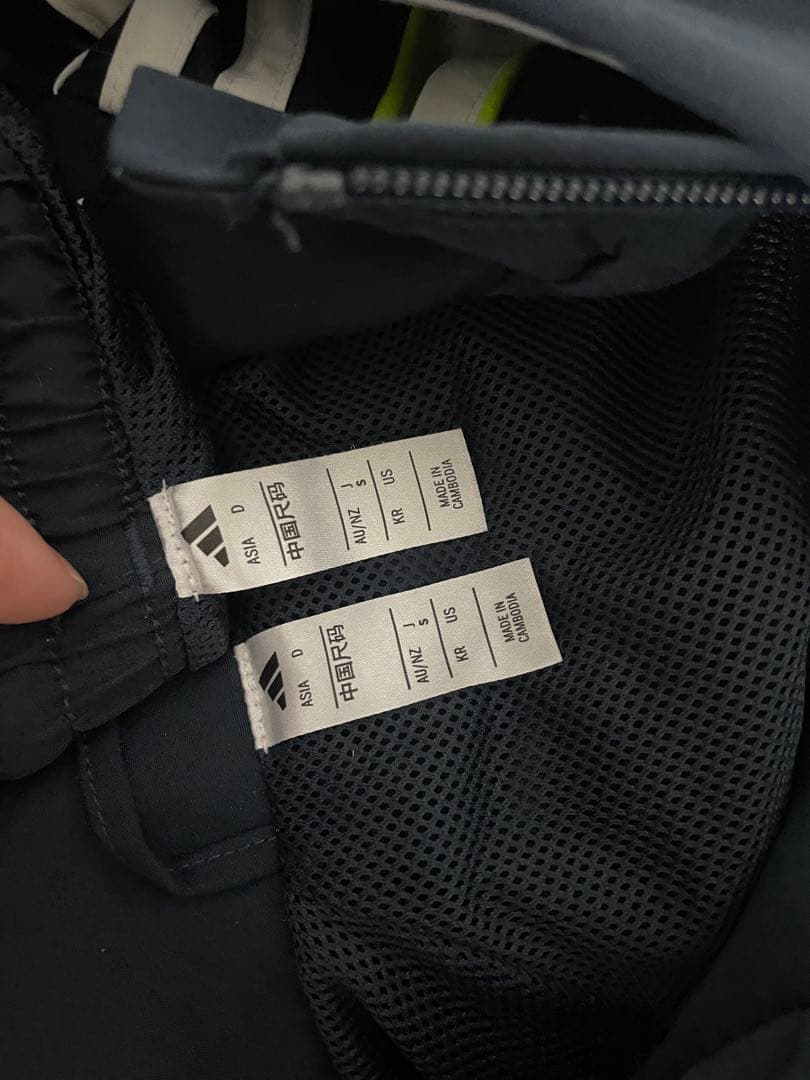 ASIA D
中国尺码
AU/NZ J
S
KR US
MADE IN
CAMBODIA
ASIA D
中国尺码
AU/NZ J
S
KR US
MADE IN
CAMBODIA